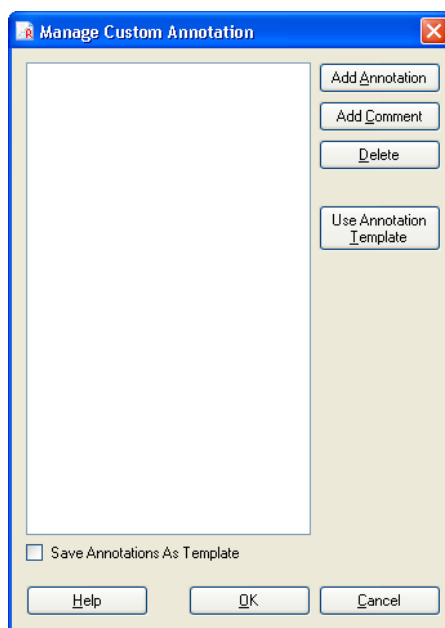 Manage Custom Annotation
Add Annotation
Add Comment
Delete
Use Annotation
Template
Save Annotations As Template
Help
OK
Cancel